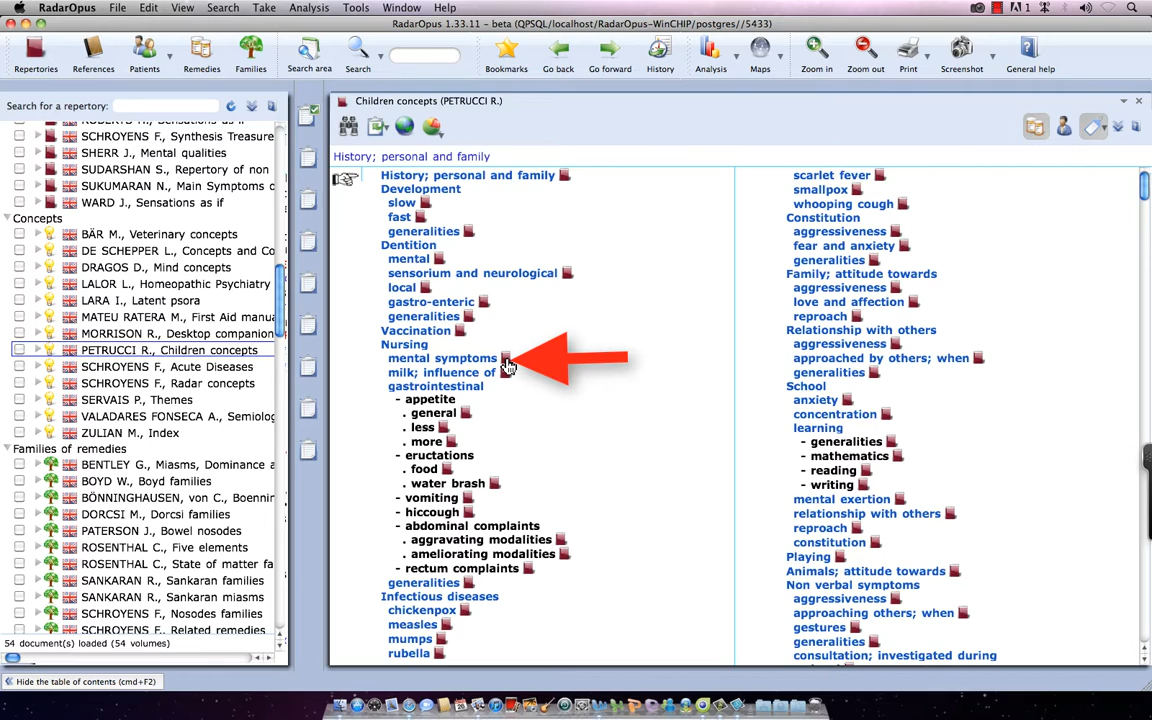 RadarOpus File Edit View Search Take Analysis Tools Window Help
RadarOpus 1.33.11 - beta (QPSQL/localhost/RadarOpus-WinCHIP/postgres//5433)
Repertories References Patients Remedies Families Search area Search Bookmarks Go back Go forward History Analysis Maps Zoom in Zoom out Print Screenshot General help
Search for a repertory:
SCHROYENS F., Synthesis Treasure
SHERR J., Mental qualities
SUDARSHAN S., Repertory of non
SUKUMARAN N., Main Symptoms o
WARD J., Sensations as if
Concepts
BÄR M., Veterinary concepts
DE SCHEPPER L., Concepts and Co
DRAGOS D., Mind concepts
LALOR L., Homeopathic Psychiatry
LARA I., Latent psora
MATEU RATERA M., First Aid manua
MORRISON R., Desktop companion
PETRUCCI R., Children concepts
SCHROYENS F., Acute Diseases
SCHROYENS F., Radar concepts
SERVAIS P., Themes
VALADARES FONSECA A., Semiolog
ZULIAN M., Index
Families of remedies
BENTLEY G., Miasms, Dominance a
BOYD W., Boyd families
BÖNNINGHAUSEN, von C., Boenning
DORCSI M., Dorcsi families
PATERSON J., Bowel nosodes
ROSENTHAL C., Five elements
ROSENTHAL C., State of matter fa
SANKARAN R., Sankaran families
SANKARAN R., Sankaran miasms
SCHROYENS F., Nosodes families
SCHROYENS F., Related remedies
54 document(s) loaded (54 volumes)
Hide the table of contents (cmd+F2)
Children concepts (PETRUCCI R.)
History; personal and family
History; personal and family
Development
slow
fast
generalities
Dentition
mental
sensorium and neurological
local
gastro-enteric
generalities
Vaccination
Nursing
mental symptoms
milk; influence of
gastrointestinal
- appetite
. general
. less
. more
- eructations
. food
. water brash
- vomiting
- hiccough
- abdominal complaints
. aggravating modalities
. ameliorating modalities
- rectum complaints
generalities
Infectious diseases
chickenpox
measles
mumps
rubella
scarlet fever
smallpox
whooping cough
Constitution
aggressiveness
fear and anxiety
generalities
Family; attitude towards
aggressiveness
love and affection
reproach
Relationship with others
aggressiveness
approached by others; when
generalities
School
anxiety
concentration
learning
- generalities
- mathematics
- reading
- writing
mental exertion
relationship with others
reproach
constitution
Playing
Animals; attitude towards
Non verbal symptoms
aggressiveness
approaching others; when
gestures
generalities
consultation; investigated during